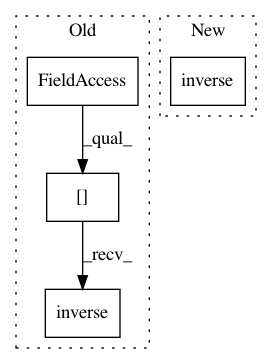 Old
New
FieldAccess
inverse
_qual_
[]
_recv_
inverse